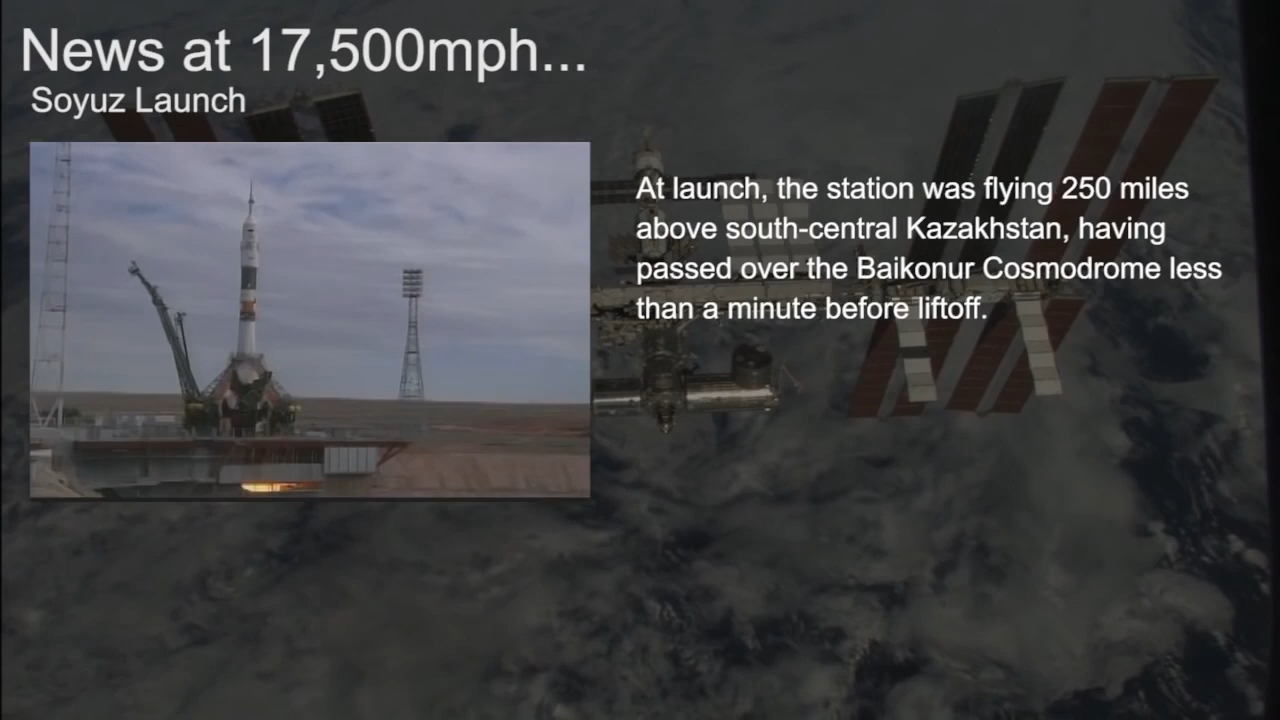 News at 17,500mph...
Soyuz Launch
At launch, the station was flying 250 miles
above south-central Kazakhstan, having
passed over the Baikonur Cosmodrome less
than a minute before liftoff.